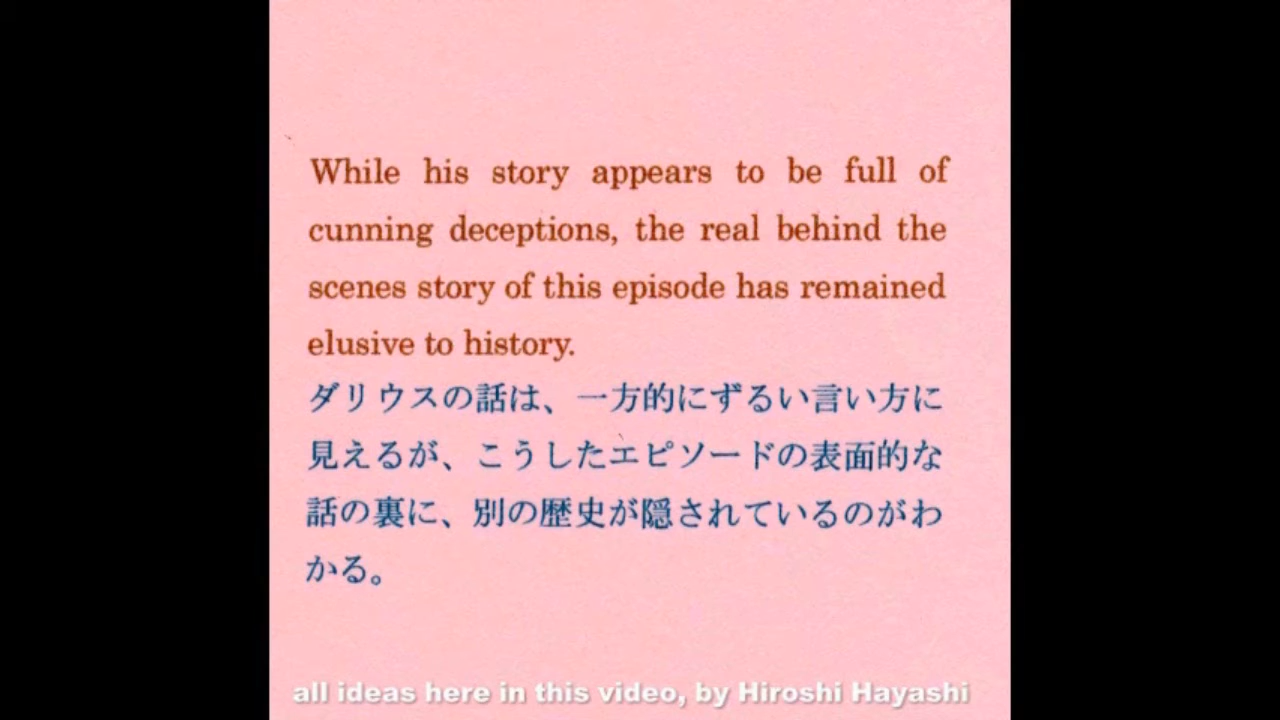 While his story appears to be full of
cunning deceptions, the real behind the
scenes story of this episode has remained
elusive to history.
ダリウスの話は、一方的にずるい言い方に
見えるが、こうしたエピソードの表面的な
話の裏に、別の歴史が隠されているのがわ
かる。
all ideas here in this video, by Hiroshi Hayashi